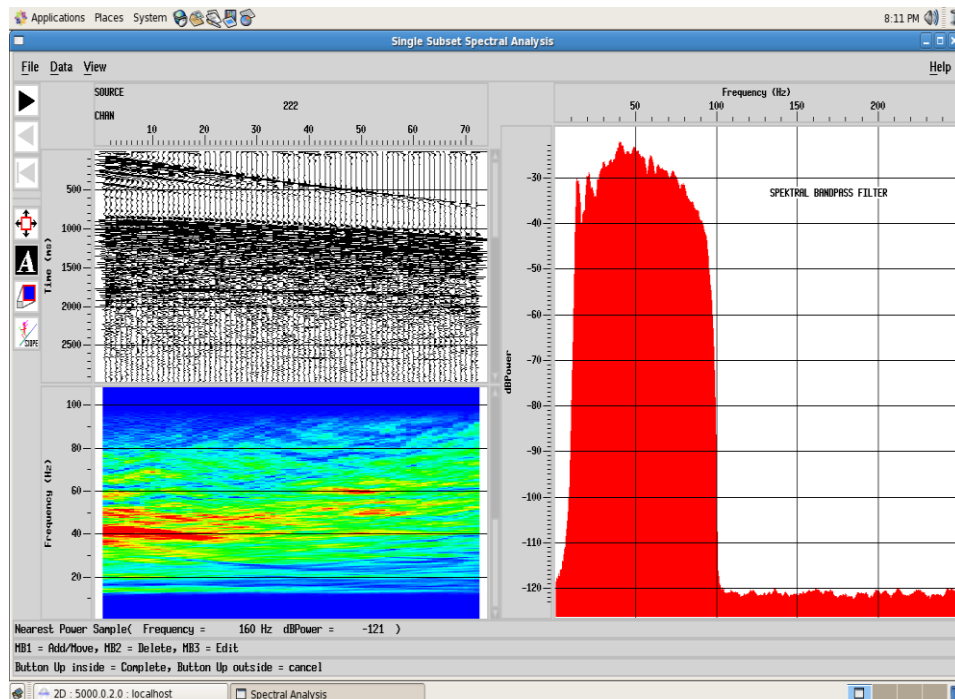 Applications Places System 8:11 PM
Single Subset Spectral Analysis
File Data View Help
SOURCE
222
CHAN
10 20 30 40 50 60 70
500
1000
1500
2000
2500
Time (ms)
A
SCOPE
100
80
60
40
20
Frequency (Hz)
Frequency (Hz)
50 100 150 200
-30
-40
-50
-60
-70
-80
-90
-100
-110
-120
dBPower
SPEKTRAL BANDPASS FILTER
Nearest Power Sample( Frequency = 160 Hz dBPower = -121 )
MB1 = Add/Move, MB2 = Delete, MB3 = Edit
Button Up inside = Complete, Button Up outside = cancel
2D : 5000.0.2.0 : localhost Spectral Analysis